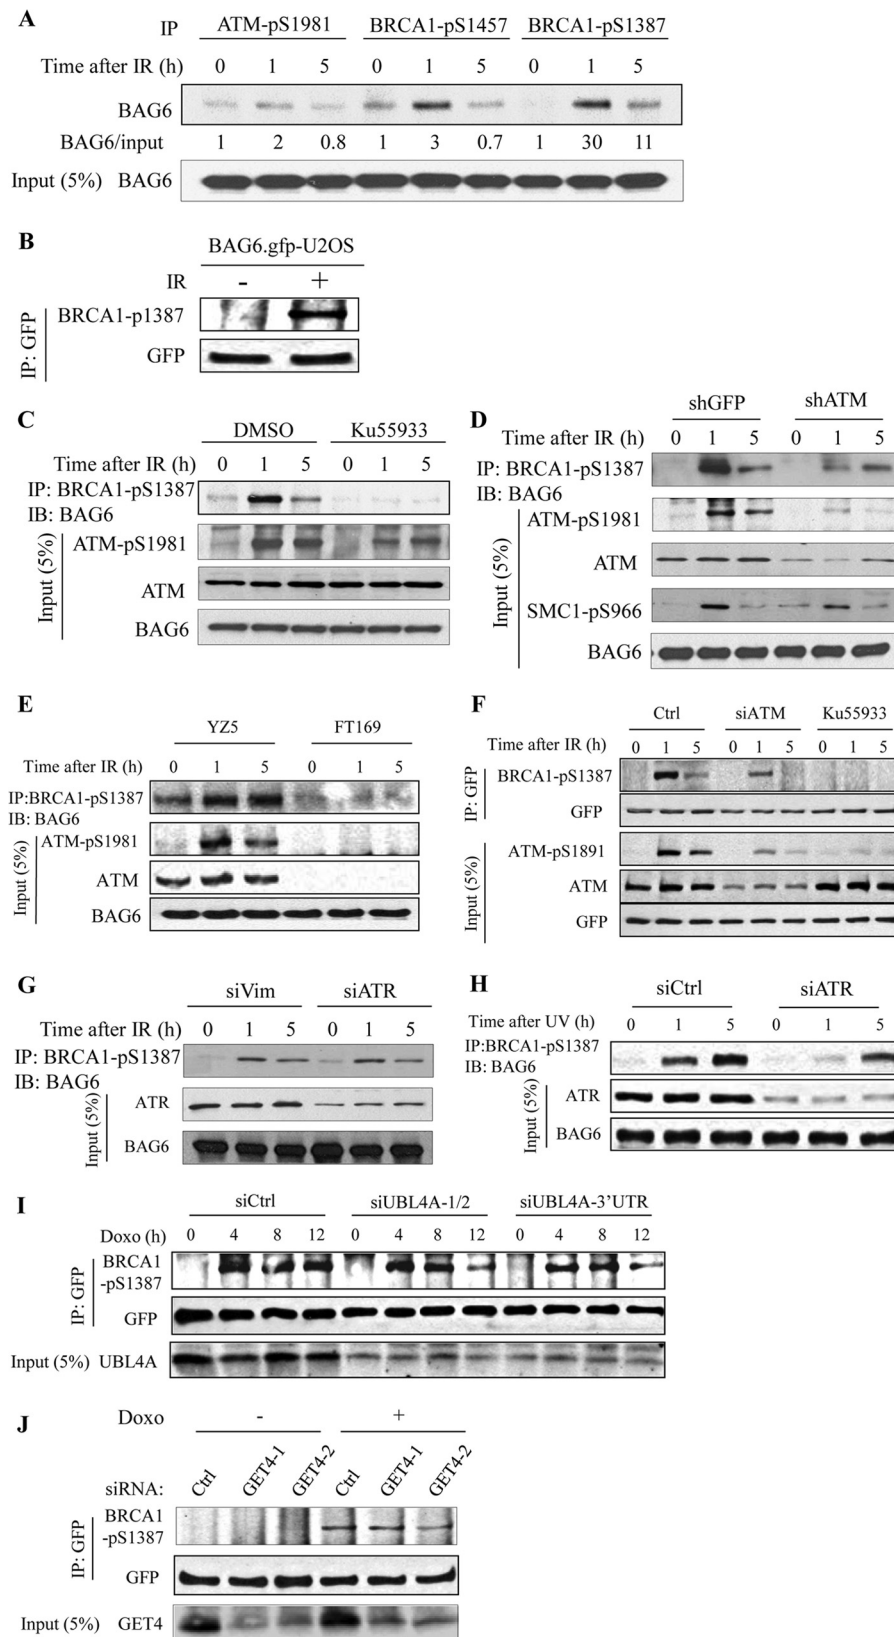 A
IP ATM-pS1981 BRCA1-pS1457 BRCA1-pS1387
Time after IR (h) 0 1 5 0 1 5 0 1 5
BAG6
BAG6/input 1 2 0.8 1 3 0.7 1 30 11
Input (5%) BAG6
B
BAG6.gfp-U2OS
IR - +
IP: GFP
BRCA1-p1387
GFP
C
DMSO Ku55933
Time after IR (h) 0 1 5 0 1 5
IP: BRCA1-pS1387
IB: BAG6
Input (5%)
ATM-pS1981
ATM
BAG6
D
shGFP shATM
Time after IR (h) 0 1 5 0 1 5
IP: BRCA1-pS1387
IB: BAG6
Input (5%)
ATM-pS1981
ATM
SMC1-pS966
BAG6
E
YZ5 FT169
Time after IR (h) 0 1 5 0 1 5
IP:BRCA1-pS1387
IB: BAG6
Input (5%)
ATM-pS1981
ATM
BAG6
F
Ctrl siATM Ku55933
Time after IR (h) 0 1 5 0 1 5 0 1 5
IP: GFP
BRCA1-pS1387
GFP
Input (5%)
ATM-pS1891
ATM
GFP
G
siVim siATR
Time after IR (h) 0 1 5 0 1 5
IP: BRCA1-pS1387
IB: BAG6
Input (5%)
ATR
BAG6
H
siCtrl siATR
Time after UV (h) 0 1 5 0 1 5
IP:BRCA1-pS1387
IB: BAG6
Input (5%)
ATR
BAG6
I
siCtrl siUBL4A-1/2 siUBL4A-3'UTR
Doxo (h) 0 4 8 12 0 4 8 12 0 4 8 12
IP: GFP
BRCA1
-pS1387
GFP
Input (5%) UBL4A
J
Doxo - +
siRNA: Ctrl GET4-1 GET4-2 Ctrl GET4-1 GET4-2
IP: GFP
BRCA1
-pS1387
GFP
Input (5%) GET4